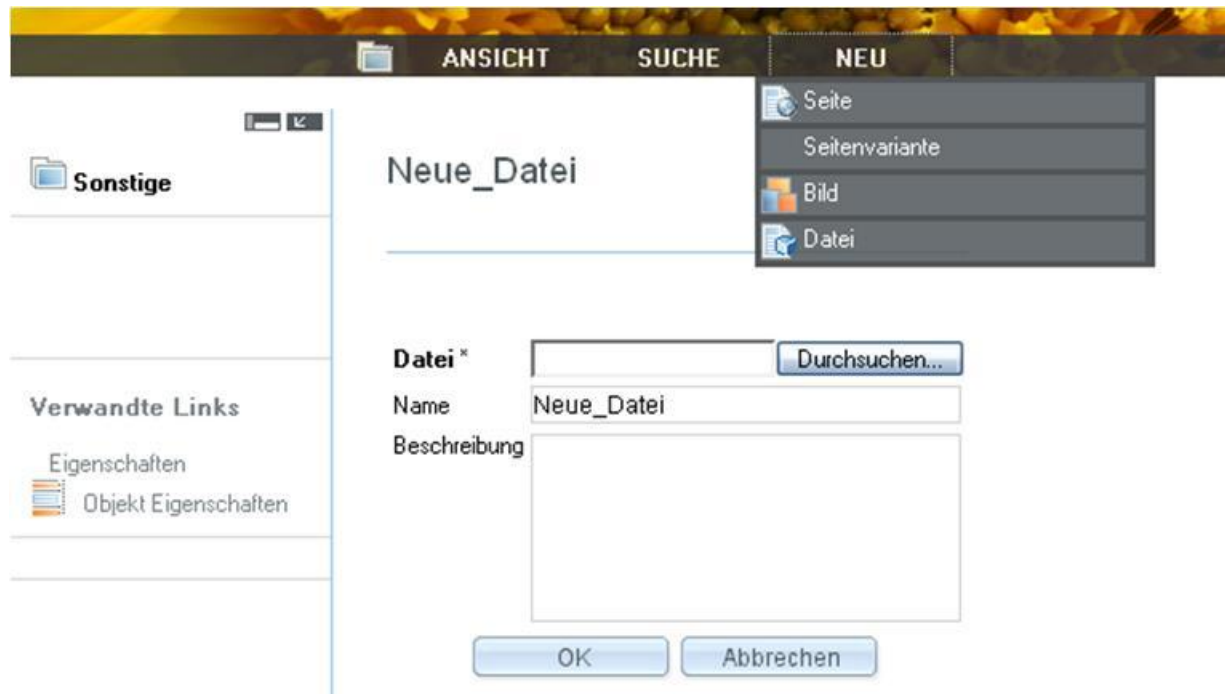 ANSICHT SUCHE NEU
Seite
Seitenvariante
Bild
Datei
Sonstige
Neue_Datei
Verwandte Links
Eigenschaften
Objekt Eigenschaften
Datei *
Durchsuchen...
Name
Neue_Datei
Beschreibung
OK
Abbrechen